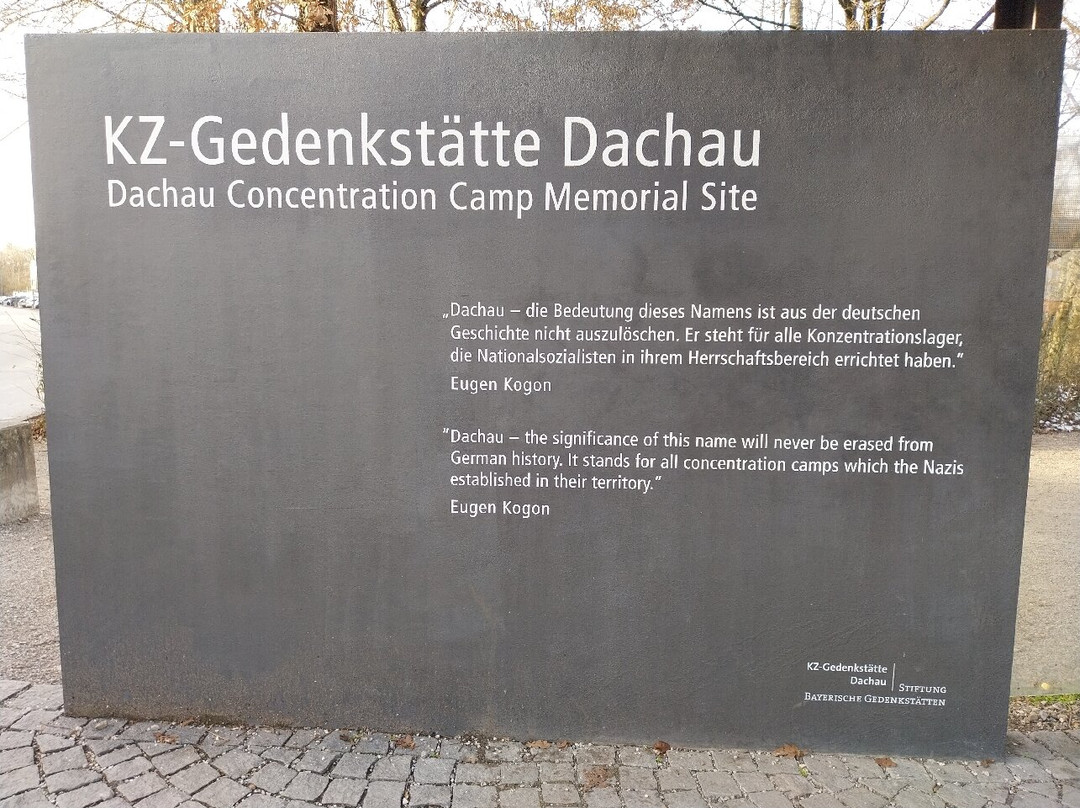 KZ-Gedenkstätte Dachau
Dachau Concentration Camp Memorial Site
„Dachau – die Bedeutung dieses Namens ist aus der deutschen
Geschichte nicht auszulöschen. Er steht für alle Konzentrationslager,
die Nationalsozialisten in ihrem Herrschaftsbereich errichtet haben.“
Eugen Kogon
“Dachau – the significance of this name will never be erased from
German history. It stands for all concentration camps which the Nazis
established in their territory.“
Eugen Kogon
KZ-Gedenkstätte
Dachau
Stiftung
Bayerische Gedenkstätten